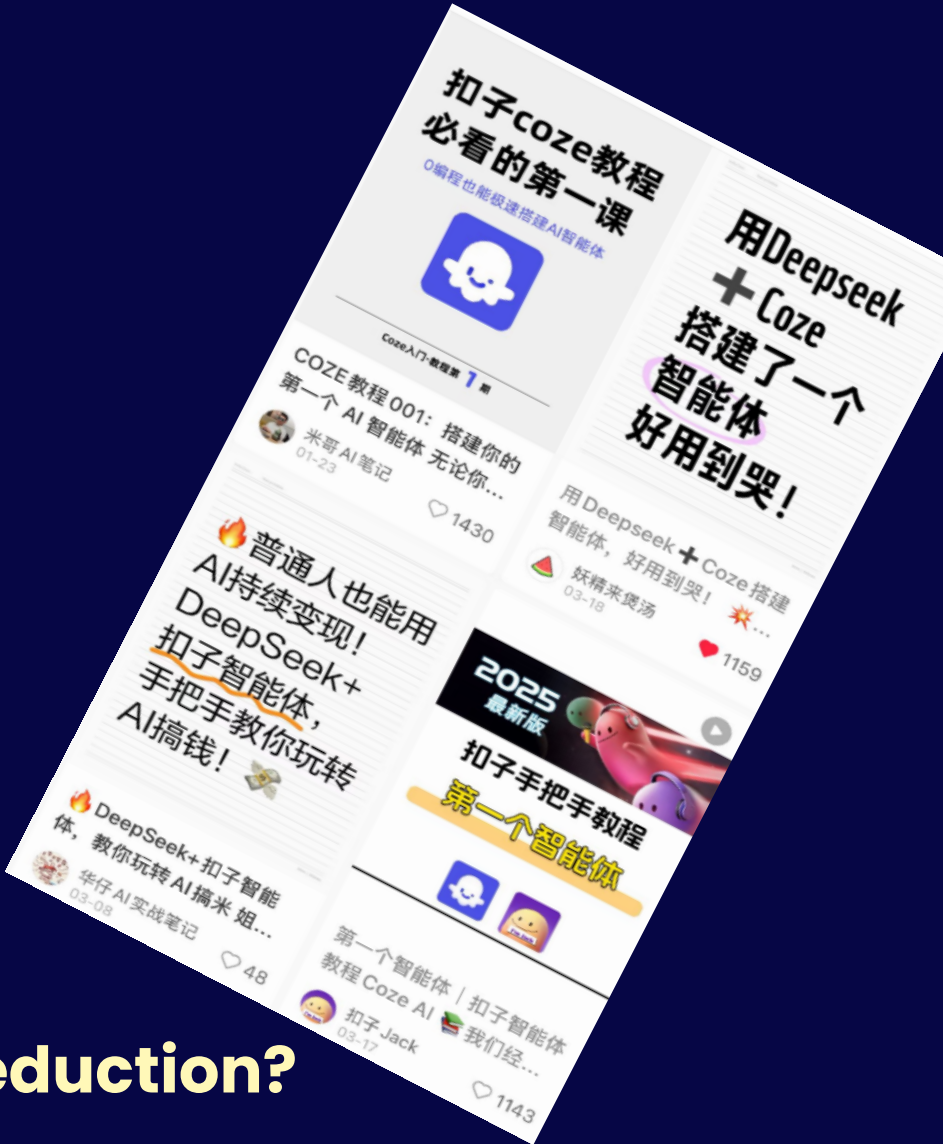 扣子coze教程
必看的第一课
0编程也能极速搭建AI智能体
Coze入门-教程第1期
COZE 教程 001：搭建你的
第一个 AI 智能体 无论你...
米哥 AI 笔记
01-23
1430
用Deepseek
➕Coze
搭建了一个
智能体
好用到哭！
用 Deepseek ➕ Coze 搭建
智能体，好用到哭！💥...
妖精来煲汤
03-18
1159
🔥普通人也能用
AI持续变现！
DeepSeek+
扣子智能体，
手把手教你玩转
AI搞钱！💸
🔥 DeepSeek+ 扣子智能
体，教你玩转 AI 搞米 姐...
华仔 AI 实战笔记
03-08
48
2025
最新版
扣子手把手教程
第一个智能体
I'm Jack
第一个智能体｜扣子智能体
教程 Coze AI 📚 我们经...
扣子 Jack
03-17
1143
eduction?